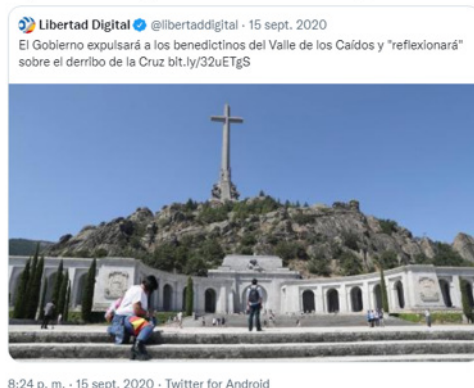 Libertad Digital @libertaddigital · 15 sept. 2020
El Gobierno expulsará a los benedictinos del Valle de los Caídos y "reflexionará"
sobre el derribo de la Cruz bit.ly/32uETgS
8:24 p. m. · 15 sept. 2020 · Twitter for Android